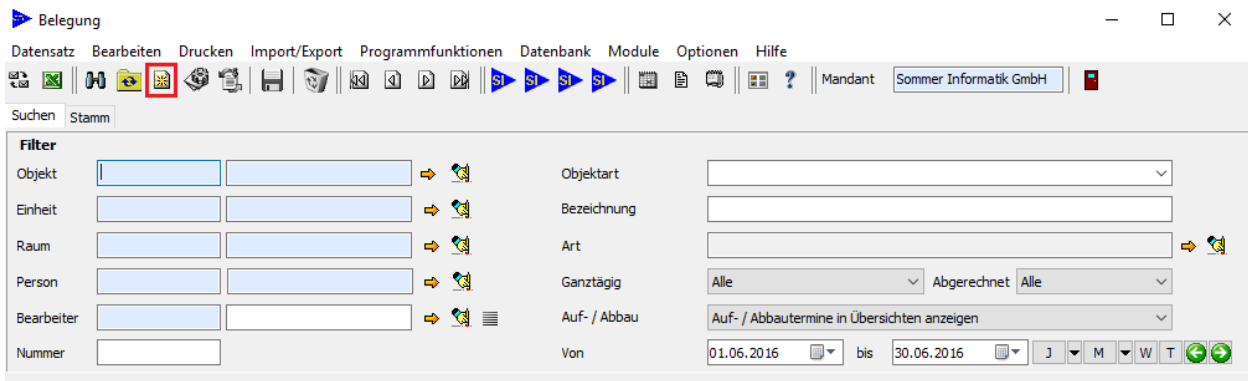 Belegung
Datensatz Bearbeiten Drucken Import/Export Programmfunktionen Datenbank Module Optionen Hilfe
SI SI SI SI ? Mandant Sommer Informatik GmbH
Suchen Stamm
Filter
Objekt Objektart
Einheit Bezeichnung
Raum Art
Person Ganztägig Alle Abgerechnet Alle
Bearbeiter Auf- / Abbau Auf- / Abbautermine in Übersichten anzeigen
Nummer Von 01.06.2016 bis 30.06.2016 J M W T